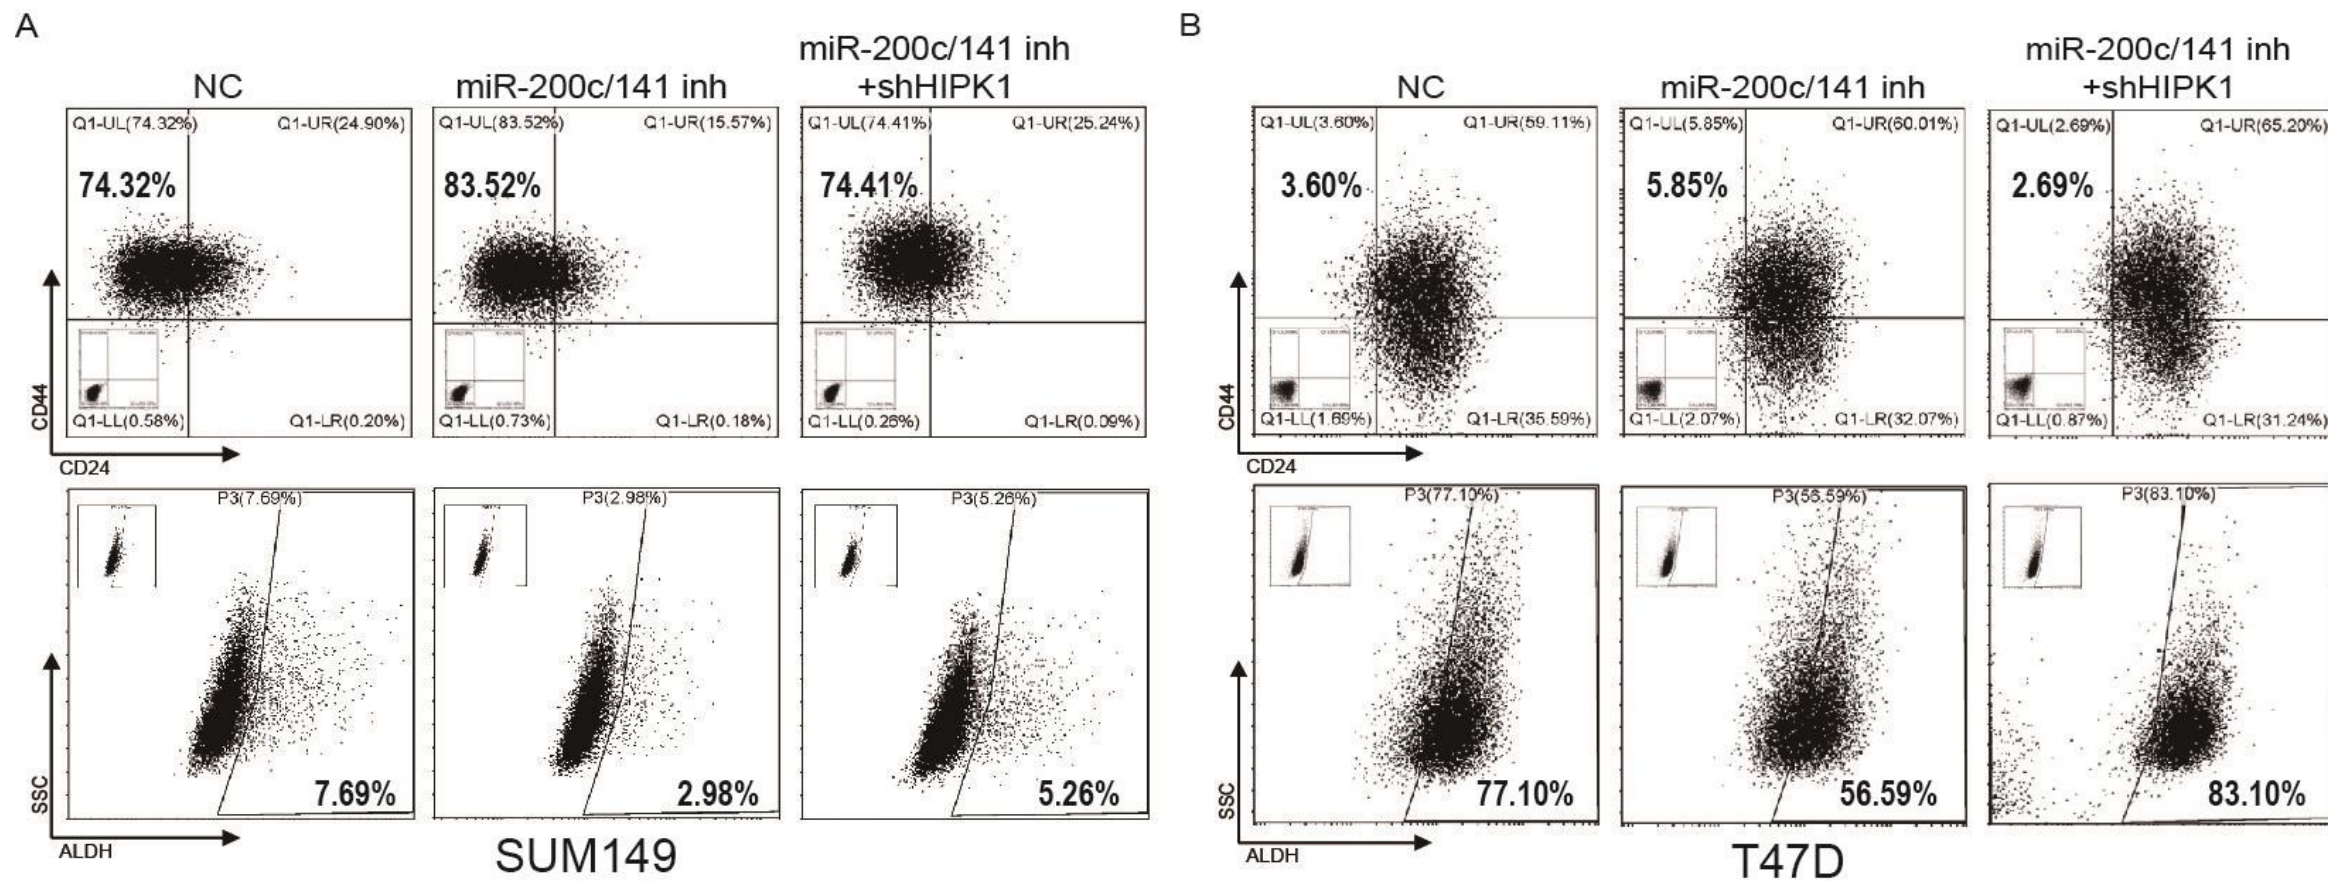 A
NC
miR-200c/141 inh
miR-200c/141 inh
+shHIPK1
Q1-UL(74.32%)
Q1-UR(24.90%)
74.32%
Q1-LL(0.58%)
Q1-LR(0.20%)
Q1-UL(83.52%)
Q1-UR(15.57%)
83.52%
Q1-LL(0.73%)
Q1-LR(0.18%)
Q1-UL(74.41%)
Q1-UR(25.24%)
74.41%
Q1-LL(0.26%)
Q1-LR(0.09%)
CD44
CD24
P3(7.69%)
7.69%
P3(2.98%)
2.98%
P3(5.26%)
5.26%
SSC
ALDH
SUM149
B
NC
miR-200c/141 inh
miR-200c/141 inh
+shHIPK1
Q1-UL(3.60%)
Q1-UR(59.11%)
3.60%
Q1-LL(1.69%)
Q1-LR(35.59%)
Q1-UL(5.85%)
Q1-UR(60.01%)
5.85%
Q1-LL(2.07%)
Q1-LR(32.07%)
Q1-UL(2.69%)
Q1-UR(65.20%)
2.69%
Q1-LL(0.87%)
Q1-LR(31.24%)
CD44
CD24
P3(77.10%)
77.10%
P3(56.59%)
56.59%
P3(83.10%)
83.10%
SSC
ALDH
T47D